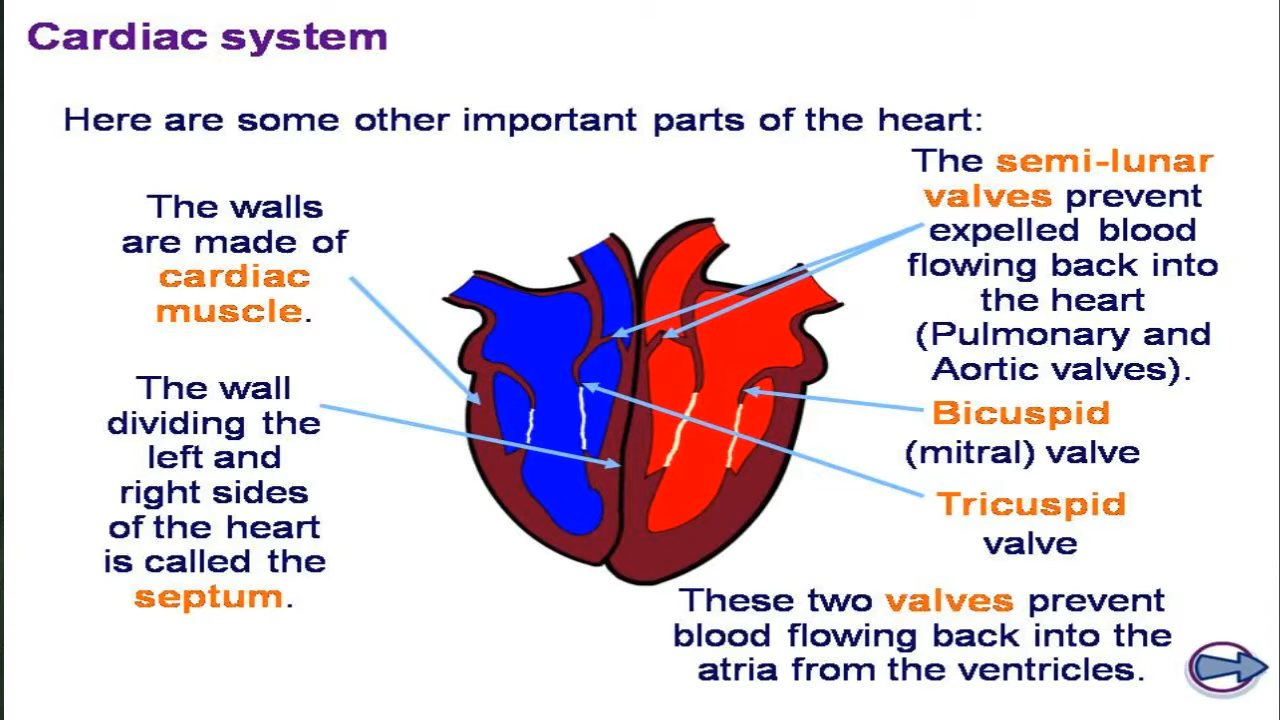 Cardiac system
Here are some other important parts of the heart:
The walls
are made of
cardiac
muscle.
The wall
dividing the
left and
right sides
of the heart
is called the
septum.
The semi-lunar
valves prevent
expelled blood
flowing back into
the heart
(Pulmonary and
Aortic valves).
Bicuspid
(mitral) valve
Tricuspid
valve
These two valves prevent
blood flowing back into the
atria from the ventricles.